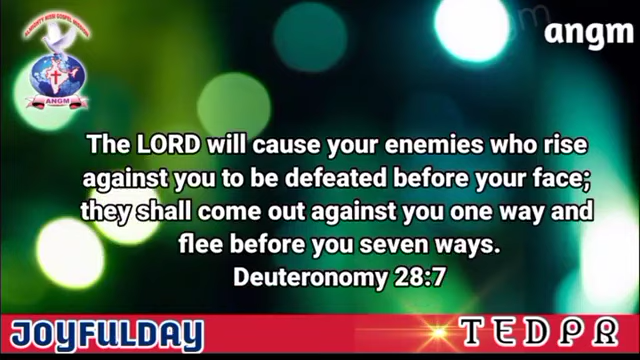 angm
ANGM
The LORD will cause your enemies who rise
against you to be defeated before your face;
they shall come out against you one way and
flee before you seven ways.
Deuteronomy 28:7
JOYFULDAY
TEDPR